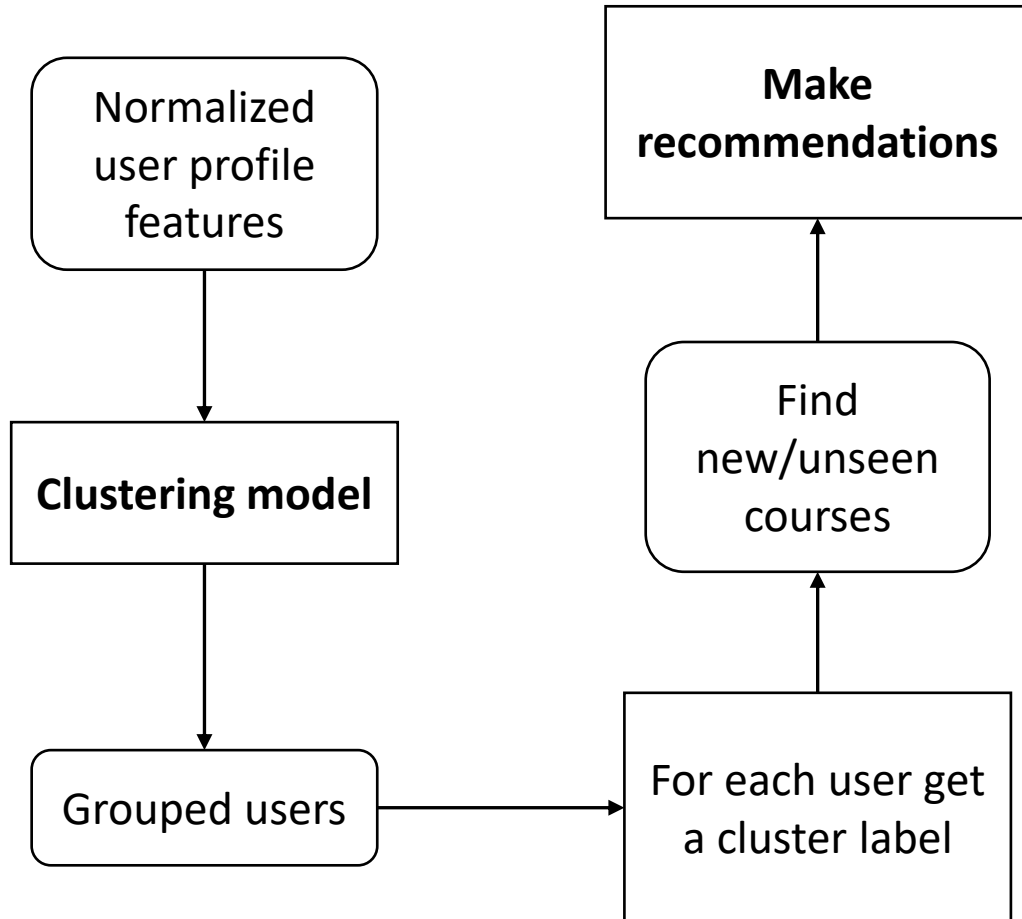 Normalized
user profile
features
Clustering model
Grouped users
For each user get
a cluster label
Find
new/unseen
courses
Make
recommendations